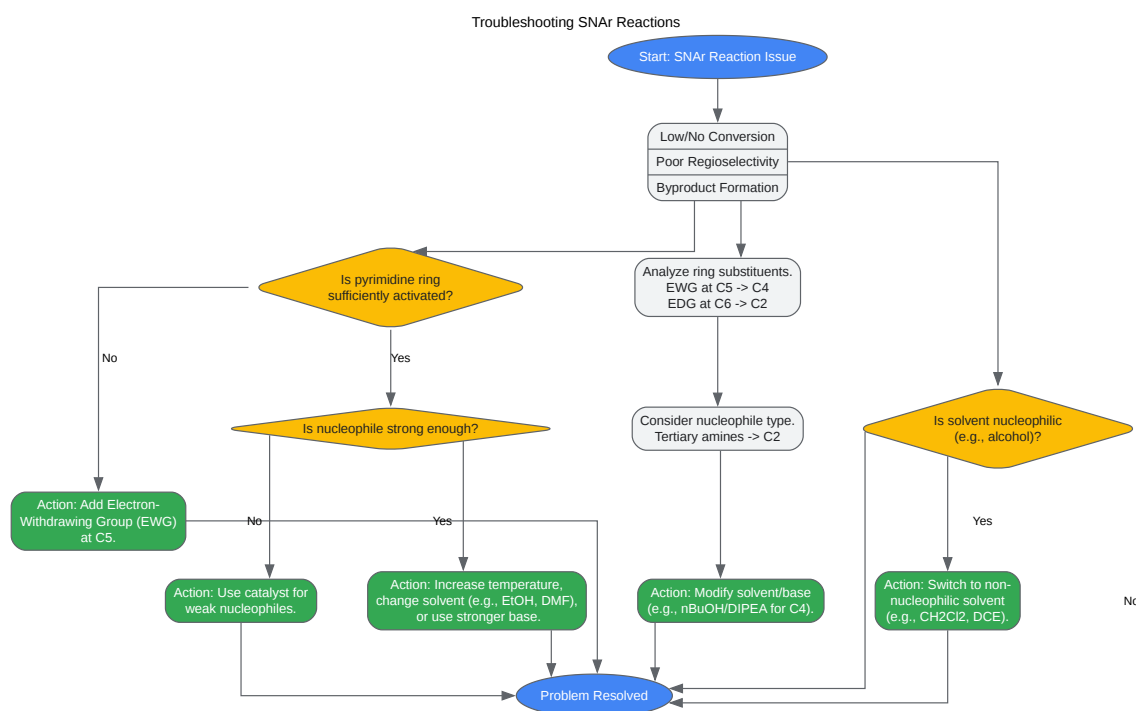 Troubleshooting SNAr Reactions
Start: SNAr Reaction Issue
Low/No Conversion
Poor Regioselectivity
Byproduct Formation
Is pyrimidine ring
sufficiently activated?
Analyze ring substituents.
EWG at C5 -> C4
EDG at C6 -> C2
No
Yes
Is nucleophile strong enough?
Consider nucleophile type.
Tertiary amines -> C2
Is solvent nucleophilic
(e.g., alcohol)?
Action: Add Electron-
Withdrawing Group (EWG)
at C5.
No
Yes
Yes
Action: Use catalyst for
weak nucleophiles.
Action: Increase temperature,
change solvent (e.g., EtOH, DMF),
or use stronger base.
Action: Modify solvent/base
(e.g., nBuOH/DIPEA for C4).
Action: Switch to non-
nucleophilic solvent
(e.g., CH2Cl2, DCE).
No
Problem Resolved